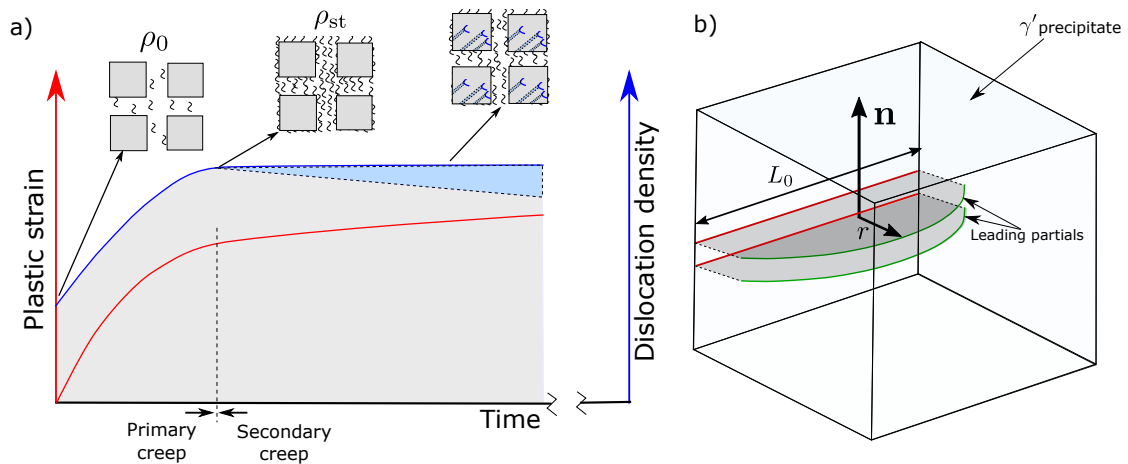 a)
ρ₀
ρst
Plastic strain
Time
Primary
creep
Secondary
creep
Dislocation density
b)
γ′ precipitate
n
L₀
r
Leading partials